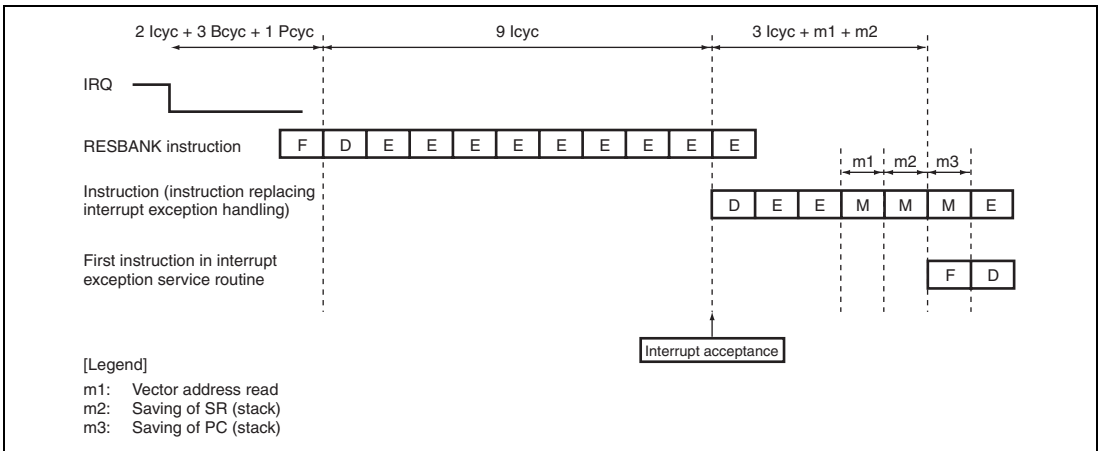 2 Icyc + 3 Bcyc + 1 Pcyc 9 Icyc 3 Icyc + m1 + m2
IRQ
RESBANK instruction F D E E E E E E E E E
m1 m2 m3
Instruction (instruction replacing
interrupt exception handling)
D E E M M M E
First instruction in interrupt
exception service routine
F D
Interrupt acceptance
[Legend]
m1: Vector address read
m2: Saving of SR (stack)
m3: Saving of PC (stack)